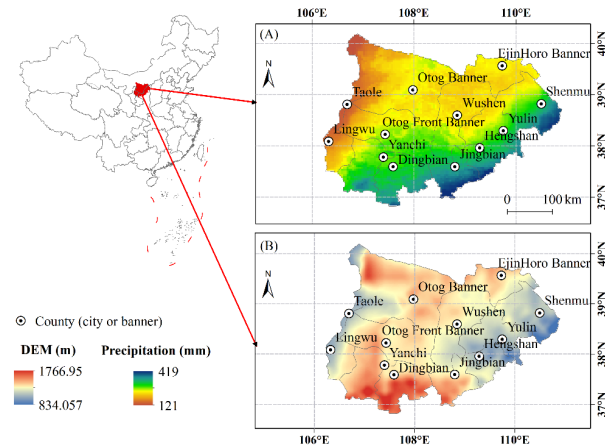 106°E 108°E 110°E
(A)
40°N
EjinHoro Banner
Otog Banner
Shenmu
39°N
Taole
Wushen
Yulin
Otog Front Banner
Lingwu
Hengshan
38°N
Yanchi
Dingbian
Jingbian
0 100 km
37°N
N
(B)
40°N
EjinHoro Banner
Otog Banner
Shenmu
39°N
Taole
Wushen
Yulin
Otog Front Banner
Lingwu
Hengshan
38°N
Yanchi
Dingbian
Jingbian
37°N
N
106°E 108°E 110°E
County (city or banner)
DEM (m) Precipitation (mm)
1766.95 419
834.057 121